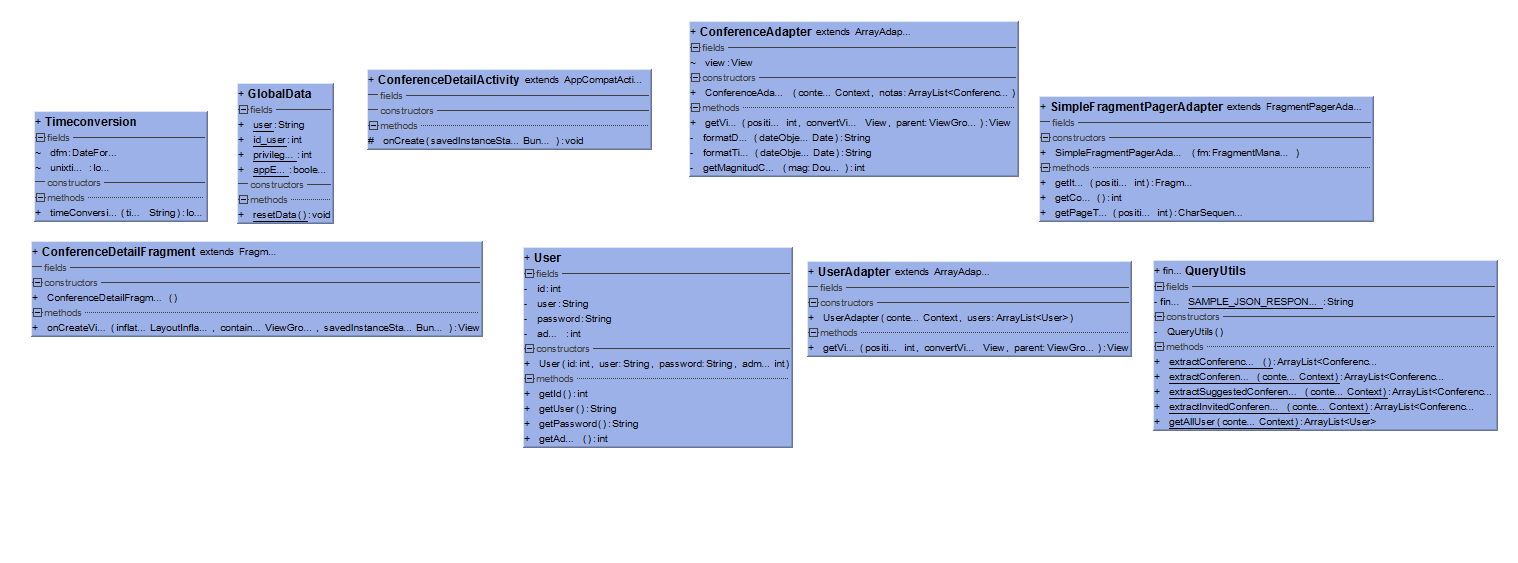 + Timeconversion
fields
~ dfm:DateFor...
~ unixti... :lo...
constructors
methods
+ timeConversi... (ti... String):lo...
+ GlobalData
fields
+ user:String
+ id_user:int
+ privileg... :int
+ appE... :boole...
constructors
methods
+ resetData():void
+ ConferenceDetailActivity extends AppCompatActi...
fields
constructors
methods
# onCreate(savedInstanceSta... Bun... ):void
+ ConferenceAdapter extends ArrayAdap...
fields
~ view:View
constructors
+ ConferenceAda... (conte... Context, notas:ArrayList<Conferenc... )
methods
+ getVi... (positi... int, convertVi... View, parent:ViewGro... ):View
- formatD... (dateObje... Date):String
- formatTi... (dateObje... Date):String
- getMagnitudC... (mag:Dou... ):int
+ SimpleFragmentPagerAdapter extends FragmentPagerAda...
fields
constructors
+ SimpleFragmentPagerAda... (fm:FragmentMana... )
methods
+ getIt... (positi... int):Fragm...
+ getCo... ():int
+ getPageT... (positi... int):CharSequen...
+ ConferenceDetailFragment extends Fragm...
fields
constructors
+ ConferenceDetailFragm... ()
methods
+ onCreateVi... (inflat... LayoutInfla... , contain... ViewGro... , savedInstanceSta... Bun... ):View
+ User
fields
- id:int
- user:String
- password:String
- ad... :int
constructors
+ User(id:int, user:String, password:String, adm... int)
methods
+ getId():int
+ getUser():String
+ getPassword():String
+ getAd... ():int
+ UserAdapter extends ArrayAdap...
fields
constructors
+ UserAdapter(conte... Context, users:ArrayList<User>)
methods
+ getVi... (positi... int, convertVi... View, parent:ViewGro... ):View
+ fin... QueryUtils
fields
- fin... SAMPLE_JSON_RESPON... :String
constructors
- QueryUtils()
methods
+ extractConferenc... ():ArrayList<Conferenc...
+ extractConferen... (conte... Context):ArrayList<Conferenc...
+ extractSuggestedConferen... (conte... Context):ArrayList<Conferenc...
+ extractInvitedConferen... (conte... Context):ArrayList<Conferenc...
+ getAllUser(conte... Context):ArrayList<User>